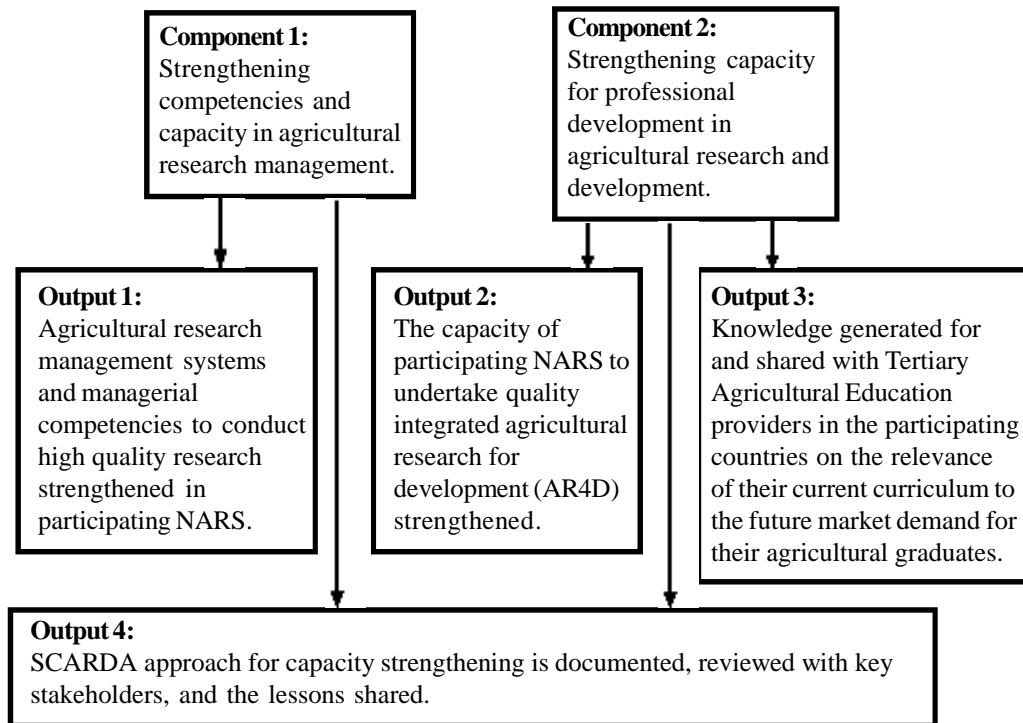 Component 1:
Strengthening
competencies and
capacity in agricultural
research management.
Component 2:
Strengthening capacity
for professional
development in
agricultural research and
development.
Output 1:
Agricultural research
management systems
and managerial
competencies to conduct
high quality research
strengthened in
participating NARS.
Output 2:
The capacity of
participating NARS to
undertake quality
integrated agricultural
research for
development (AR4D)
strengthened.
Output 3:
Knowledge generated for
and shared with Tertiary
Agricultural Education
providers in the participating
countries on the relevance
of their current curriculum to
the future market demand for
their agricultural graduates.
Output 4:
SCARDA approach for capacity strengthening is documented, reviewed with key
stakeholders, and the lessons shared.